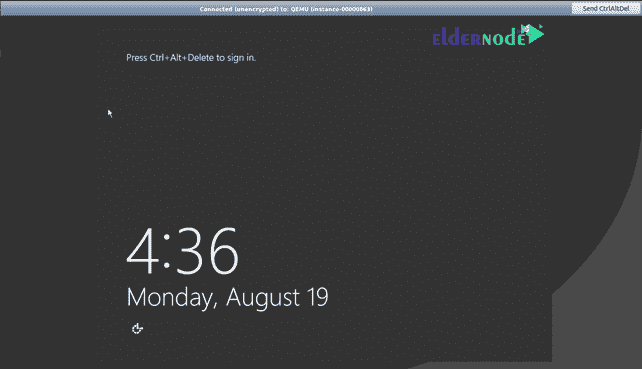 Connected (unencrypted) to: QEMU (instance-00000863)
Send CtrlAltDel
eldernode
Press Ctrl+Alt+Delete to sign in.
4:36
Monday, August 19